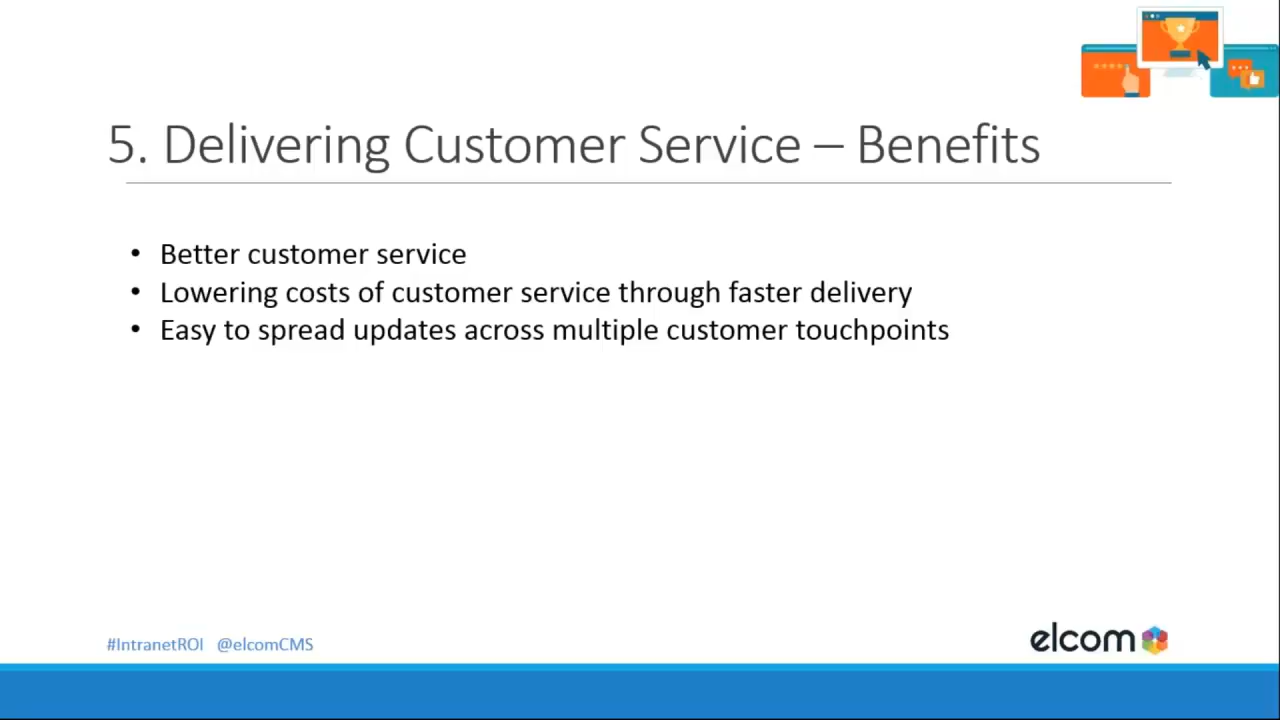 5. Delivering Customer Service – Benefits
• Better customer service
• Lowering costs of customer service through faster delivery
• Easy to spread updates across multiple customer touchpoints
#IntranetROI @elcomCMS
elcom